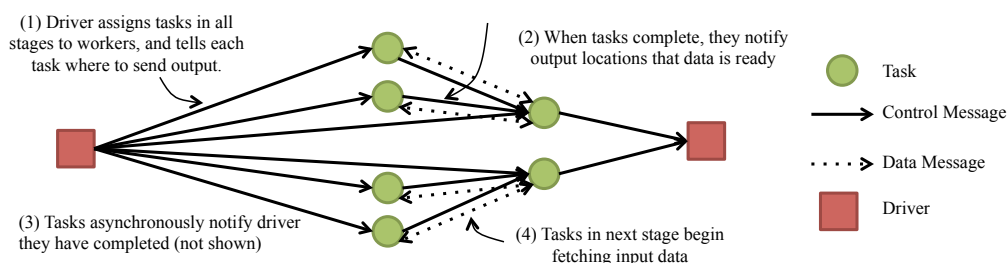 (1) Driver assigns tasks in all
stages to workers, and tells each
task where to send output.
(2) When tasks complete, they notify
output locations that data is ready
(3) Tasks asynchronously notify driver
they have completed (not shown)
(4) Tasks in next stage begin
fetching input data
Task
Control Message
Data Message
Driver